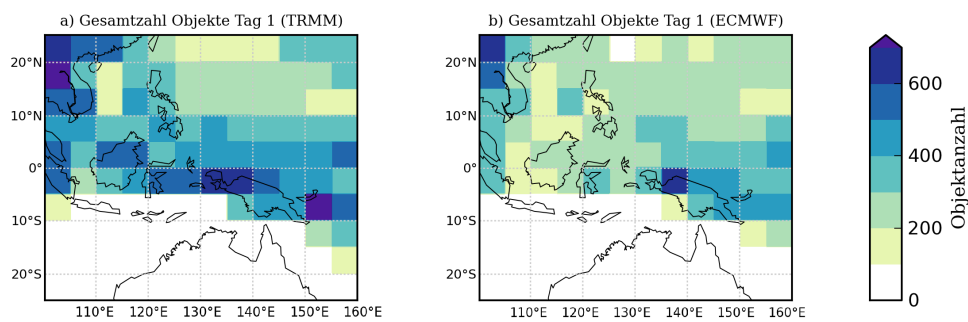 a) Gesamtzahl Objekte Tag 1 (TRMM)
20°N
10°N
0°
10°S
20°S
110°E 120°E 130°E 140°E 150°E 160°E
b) Gesamtzahl Objekte Tag 1 (ECMWF)
20°N
10°N
0°
10°S
20°S
110°E 120°E 130°E 140°E 150°E 160°E
600
400
200
0
Objektanzahl